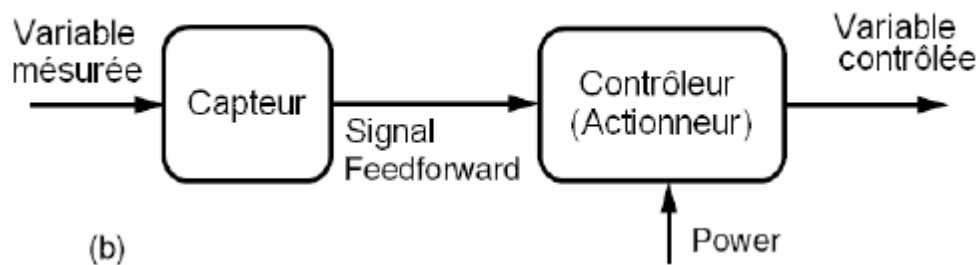 Variable
mésurée
Capteur
Signal
Feedforward
Contrôleur
(Actionneur)
Variable
contrôlée
Power
(b)